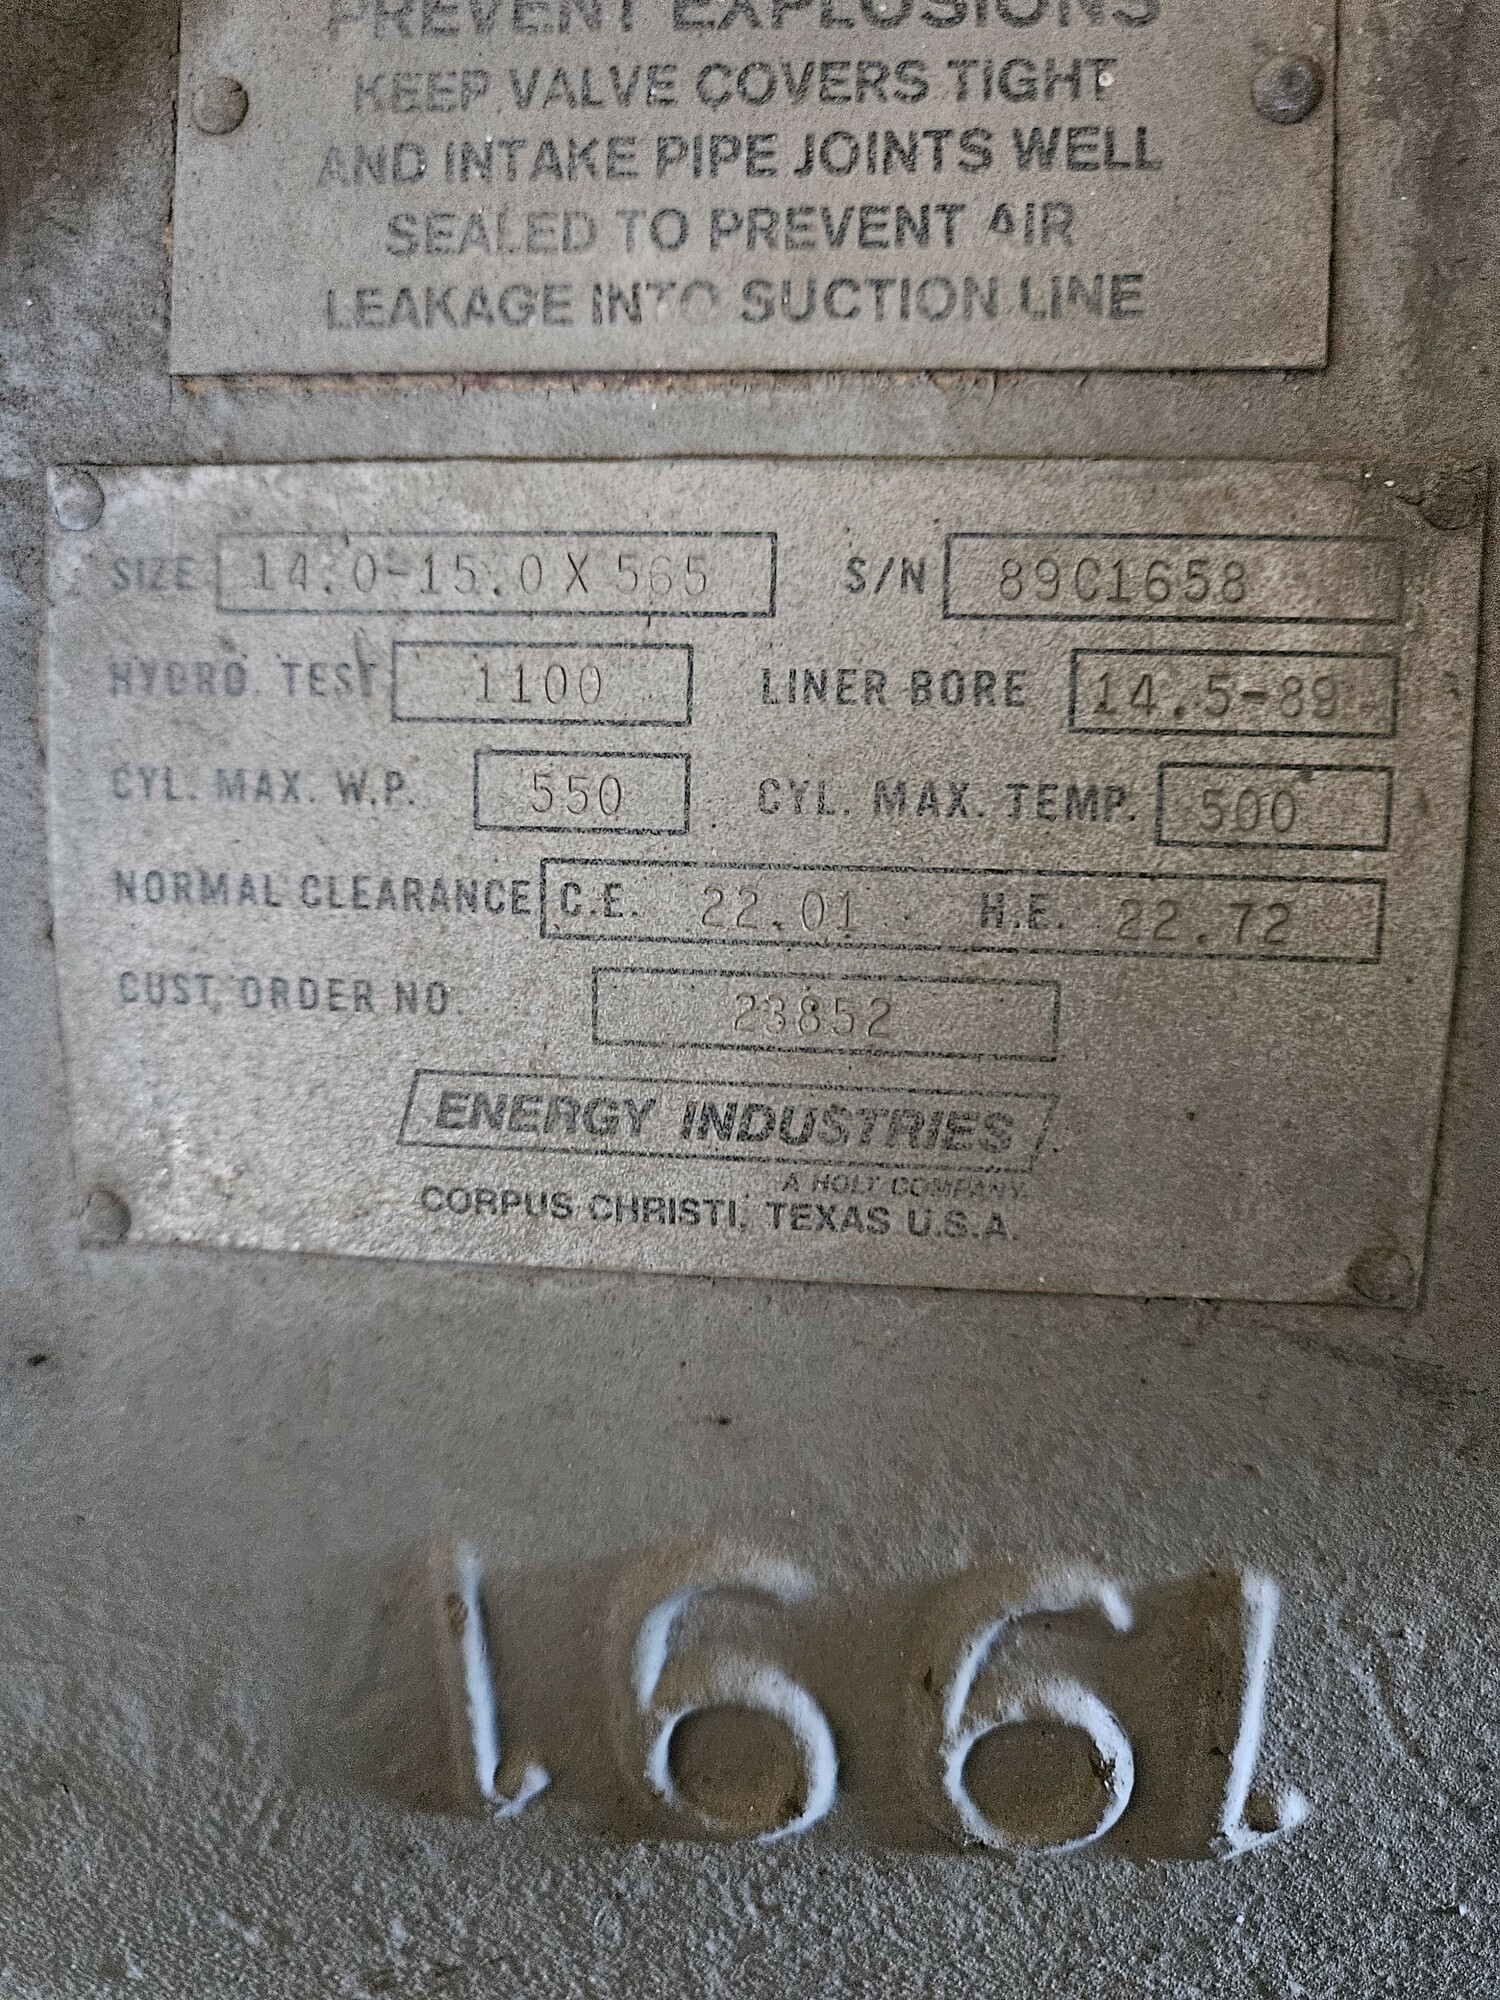 PREVENT EXPLOSIONS
KEEP VALVE COVERS TIGHT
AND INTAKE PIPE JOINTS WELL
SEALED TO PREVENT AIR
LEAKAGE INTO SUCTION LINE
SIZE 14.0-15.0 X 565 S/N 89C1658
HYDRO. TEST 1100 LINER BORE 14.5-89
CYL. MAX. W.P. 550 CYL. MAX. TEMP. 500
NORMAL CLEARANCE C.E. 22.01 H.E. 22.72
CUST. ORDER NO. 23852
ENERGY INDUSTRIES
A HOLT COMPANY
CORPUS CHRISTI, TEXAS U.S.A.
1661